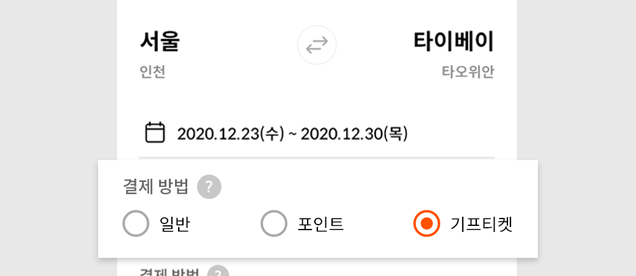 서울 타이베이
인천 타오위안
2020.12.23(수) ~ 2020.12.30(목)
결제 방법 ?
일반 포인트 기프티켓
결제 방법 ?